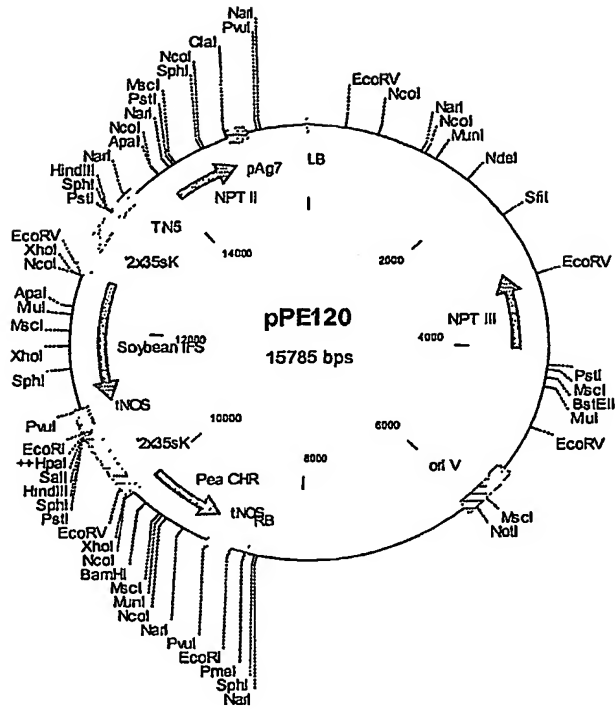 NarI
PvuI
ClaI
NcoI
SphI
MscI
PstI
NarI
NcoI
ApaI
NarI
HindIII
SphI
PstI
EcoRV
XhoI
NcoI
ApaI
MluI
MscI
XhoI
SphI
PvuI
EcoRI
++HpaI
SalI
HindIII
SphI
PstI
EcoRV
XhoI
NcoI
BamHI
MscI
MunI
NcoI
NarI
PvuI
EcoRI
PmeI
SphI
NarI
EcoRV
NcoI
NarI
NcoI
MunI
NdeI
SfiI
EcoRV
PstI
MscI
BstEII
MluI
EcoRV
MscI
NotI
pAg7
LB
NPT II
TN5
'2x35sK
14000
2000
pPE120
15785 bps
NPT III
4000
12000
Soybean IFS
tNOS
10000
6000
'2x35sK
8000
ori V
Pea CHR
tNOS
RB